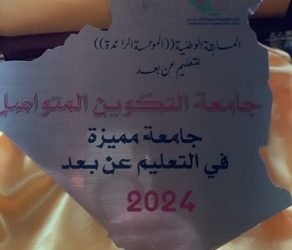 المسابقة الوطنية ((المؤسسة الرائدة))
للتعليم عن بعد
جامعة التكوين المتواصل
جامعة مميزة
في التعليم عن بعد
2024